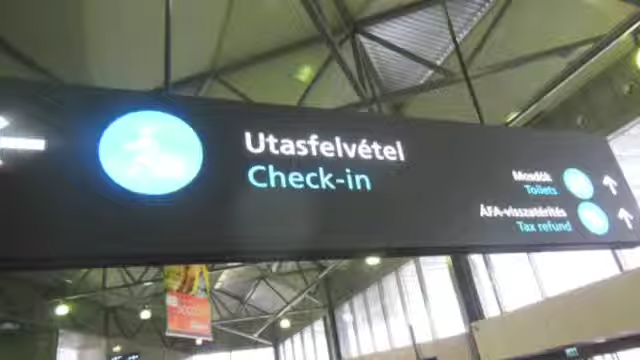 Utasfelvétel
Check-in
Mosdók
Toilets
ÁFA-visszatérítés
Tax refund